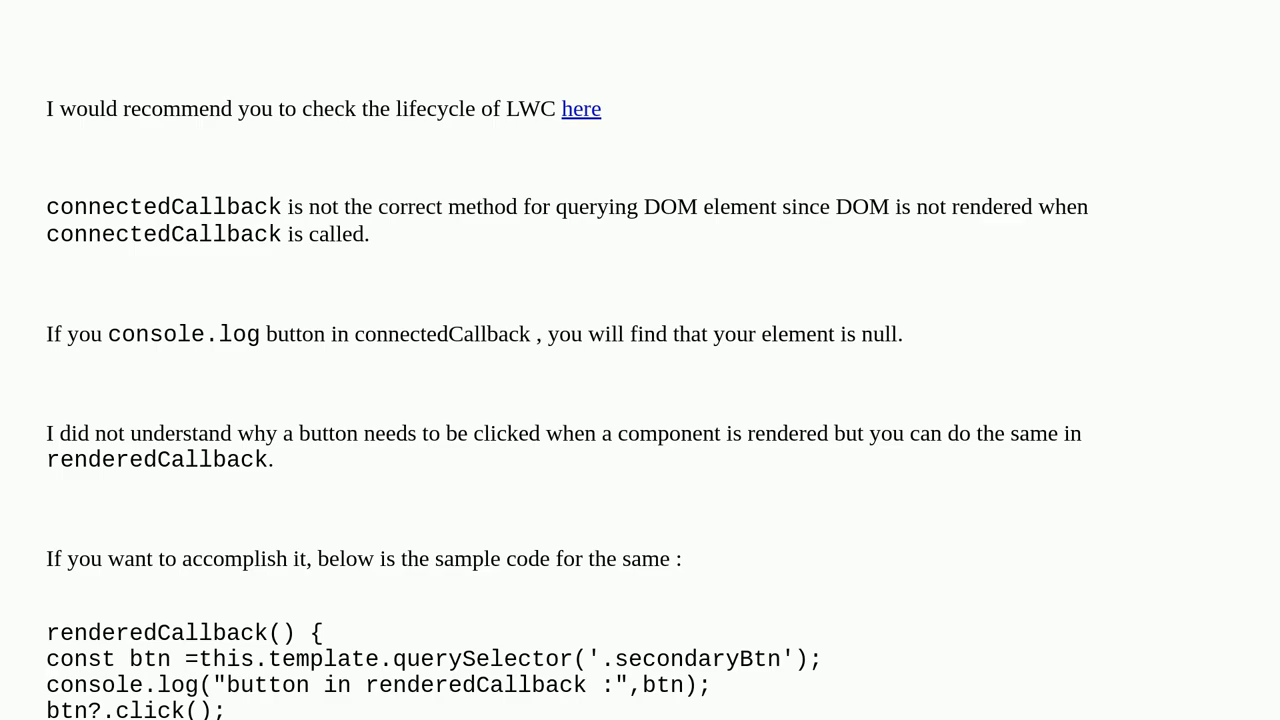 I would recommend you to check the lifecycle of LWC here
connectedCallback is not the correct method for querying DOM element since DOM is not rendered when
connectedCallback is called.
If you console.log button in connectedCallback , you will find that your element is null.
I did not understand why a button needs to be clicked when a component is rendered but you can do the same in
renderedCallback.
If you want to accomplish it, below is the sample code for the same :
renderedCallback() {
const btn =this.template.querySelector('.secondaryBtn');
console.log("button in renderedCallback :",btn);
btn?.click();